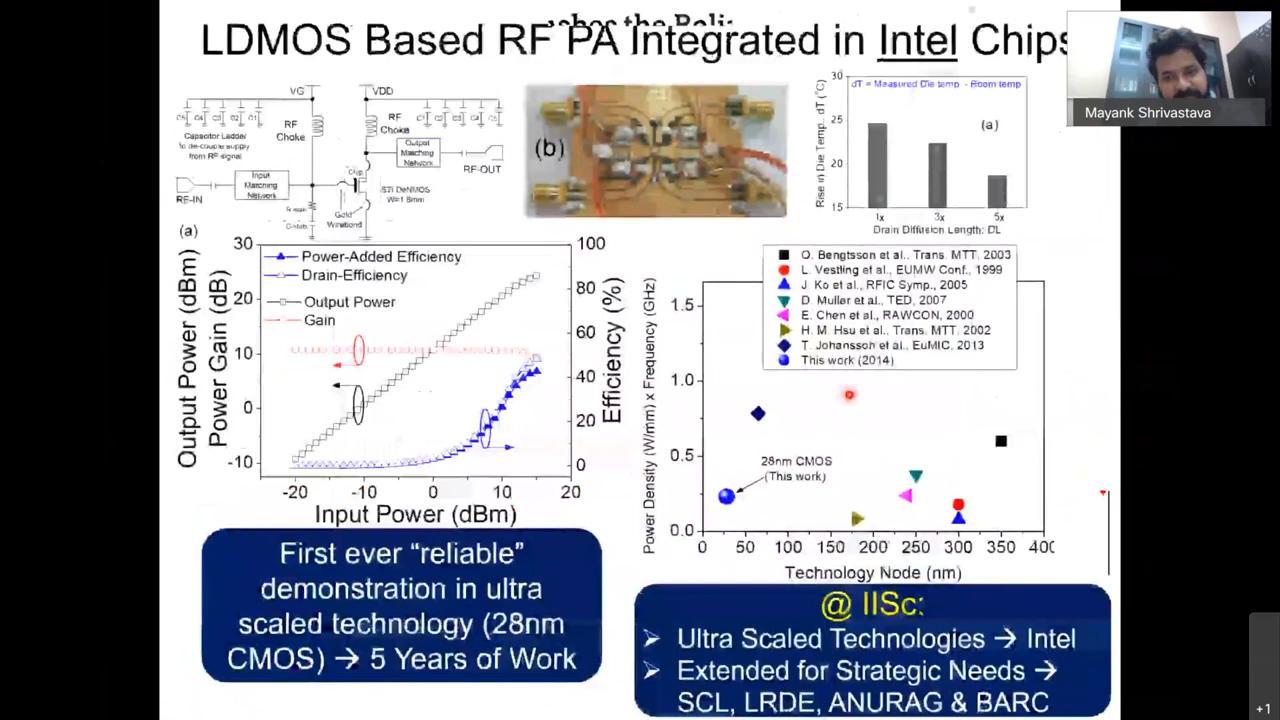 LDMOS Based RF PA Integrated in Intel Chips
Mayank Shrivastava
VG
VDD
RF
Choke
RF
Choke
Capacitor Ladder
to de-couple supply
from RF signal
Input
Matching
Network
Output
Matching
Network
RF-IN
RF-OUT
Chip
STI DeNMOS
W=1.8mm
Gold
Wirebond
(b)
dT = Measured Die temp - Room temp
(a)
Rise in Die Temp. dT (°C)
30
25
20
15
1x 3x 5x
Drain Diffusion Length: DL
(a)
Output Power (dBm)
Power Gain (dB)
30
20
10
0
-10
Power-Added Efficiency
Drain-Efficiency
Output Power
Gain
100
80
60
40
20
0
Efficiency (%)
-20 -10 0 10 20
Input Power (dBm)
Power Density (W/mm) x Frequency (GHz)
1.5
1.0
0.5
0.0
O. Bengtsson et al., Trans. MTT, 2003
L. Vestling et al., EUMW Conf., 1999
J. Ko et al., RFIC Symp., 2005
D. Muller et al., TED, 2007
E. Chen et al., RAWCON, 2000
H. M. Hsu et al., Trans. MTT, 2002
T. Johansson et al., EuMIC, 2013
This work (2014)
28nm CMOS
(This work)
0 50 100 150 200 250 300 350
Technology Node (nm)
First ever “reliable”
demonstration in ultra
scaled technology (28nm
CMOS) → 5 Years of Work
@ IISc:
➢ Ultra Scaled Technologies → Intel
➢ Extended for Strategic Needs →
SCL, LRDE, ANURAG & BARC
+1